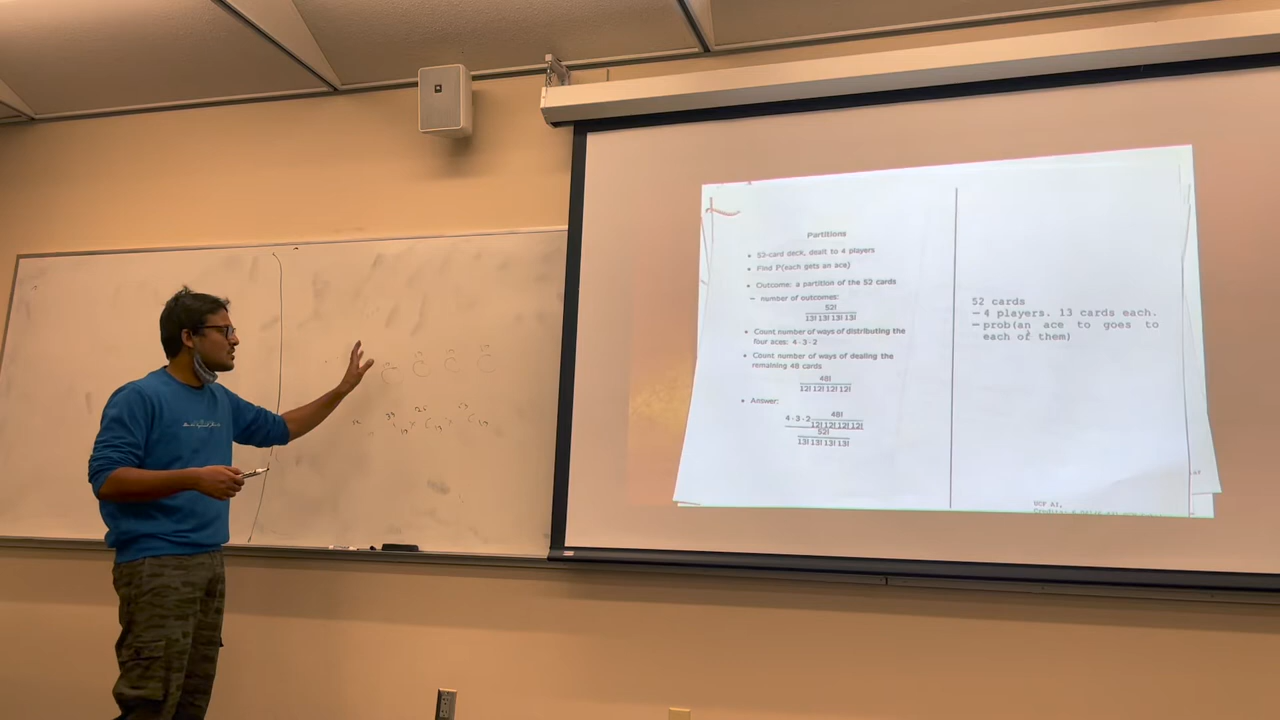 Partitions
• 52-card deck, dealt to 4 players
• Find P(each gets an ace)
• Outcome: a partition of the 52 cards
– number of outcomes:
52!
13! 13! 13! 13!
• Count number of ways of distributing the
four aces: 4 · 3 · 2
• Count number of ways of dealing the
remaining 48 cards
48!
12! 12! 12! 12!
• Answer:
4 · 3 · 2 48!
12! 12! 12! 12!
52!
13! 13! 13! 13!
52 cards
– 4 players. 13 cards each.
– prob(an ace to goes to
each of them)
UCF AI,